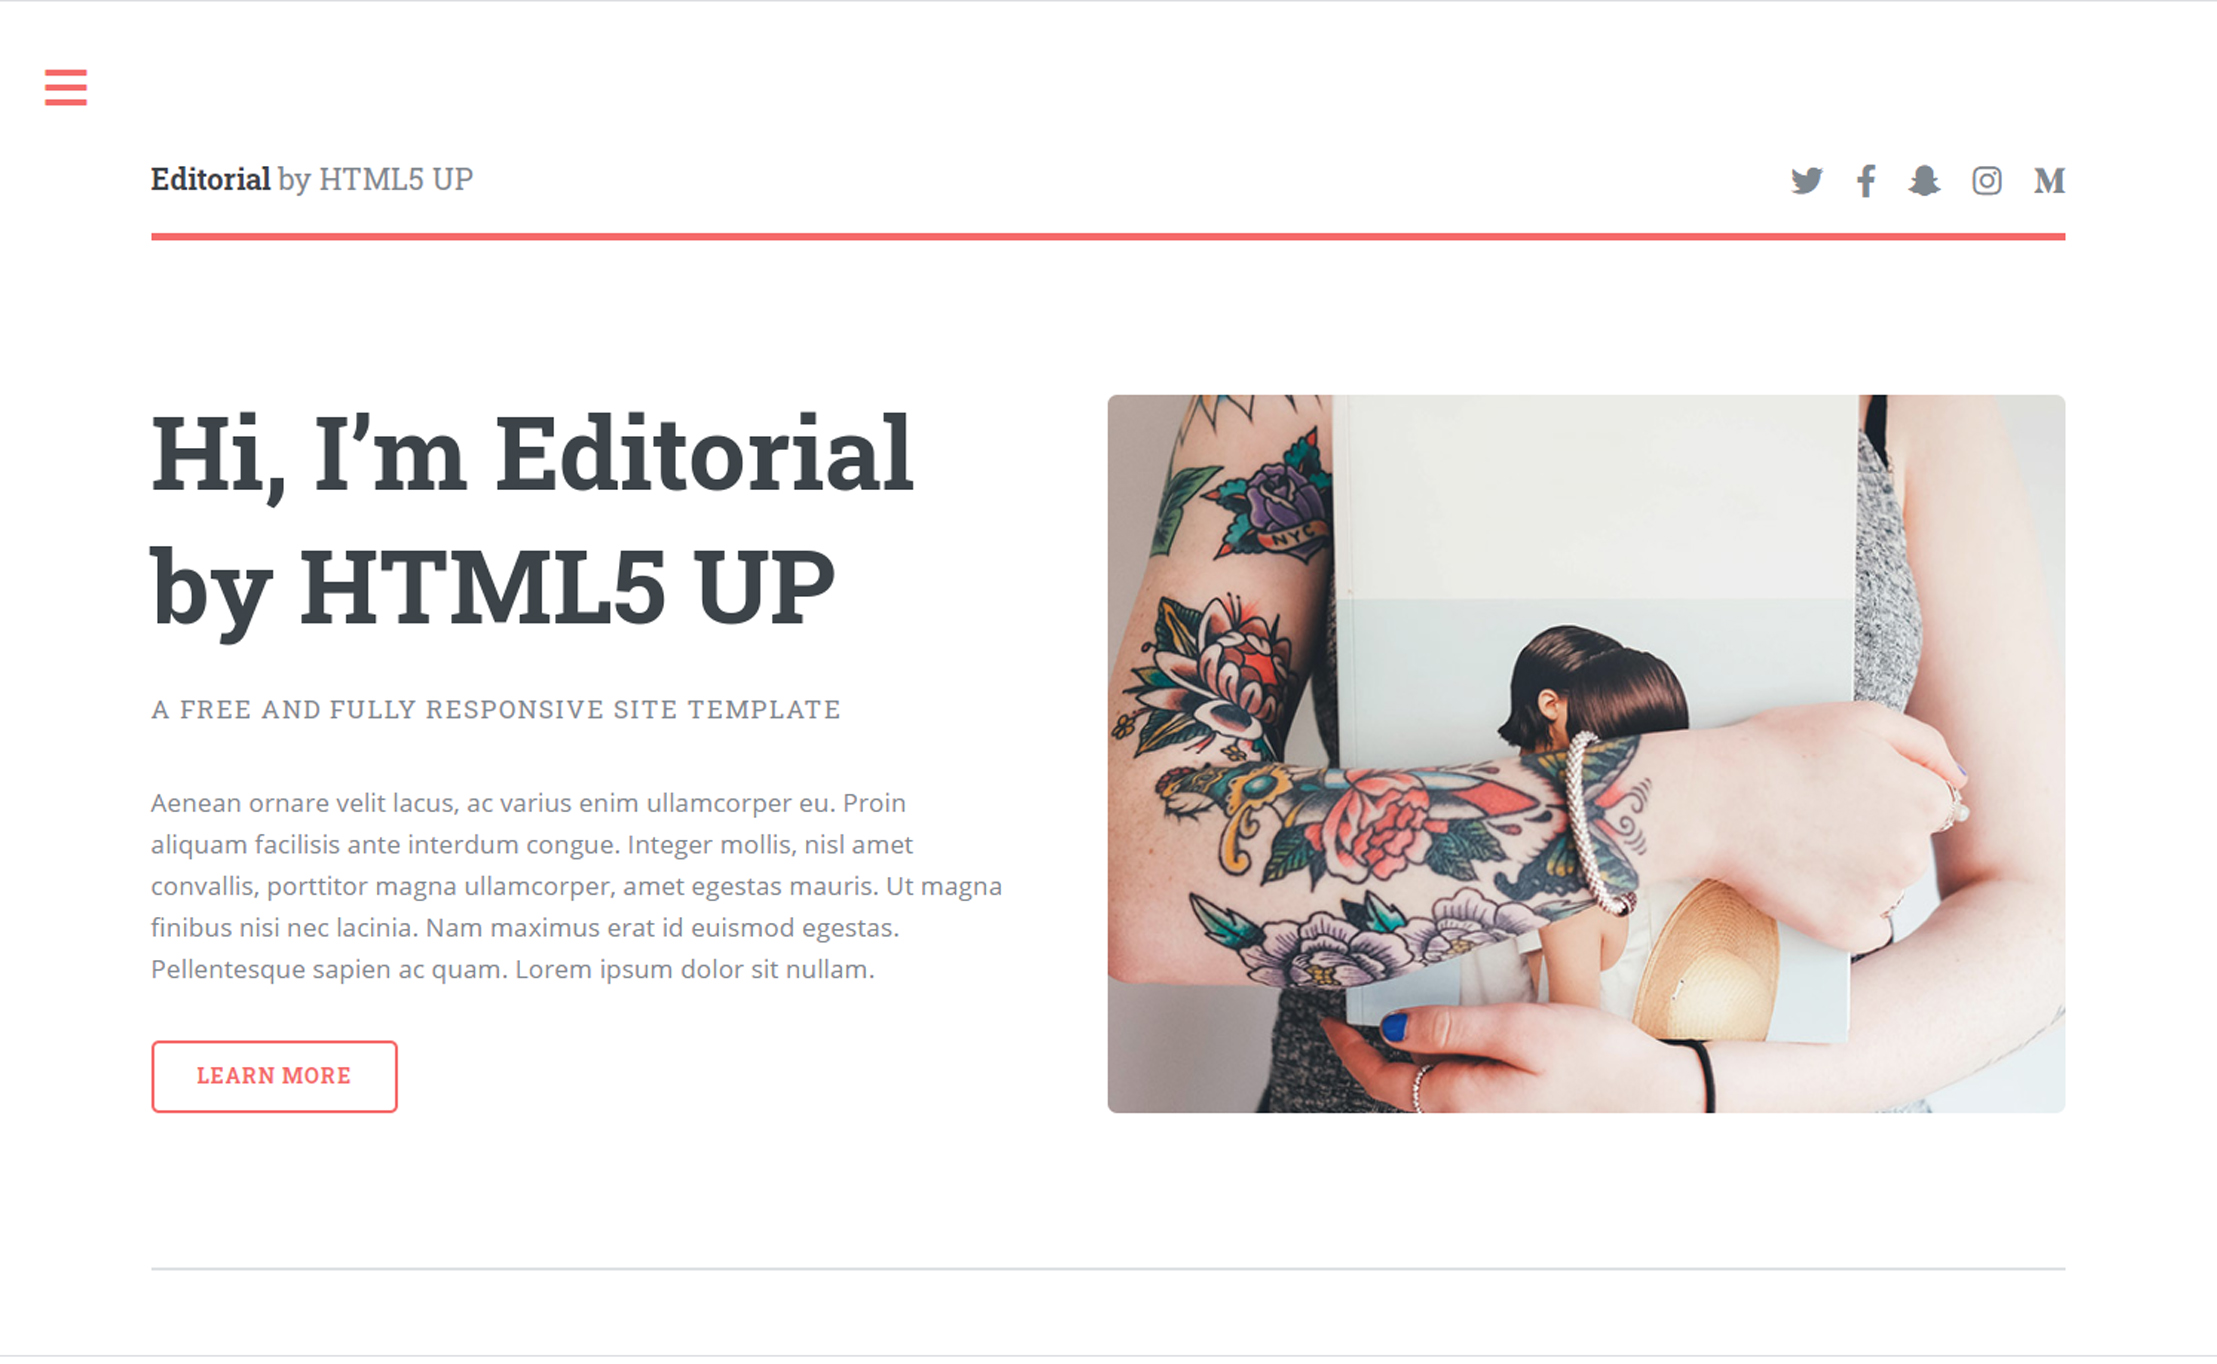 Editorial by HTML5 UP
Hi, I’m Editorial
by HTML5 UP
A FREE AND FULLY RESPONSIVE SITE TEMPLATE
Aenean ornare velit lacus, ac varius enim ullamcorper eu. Proin
aliquam facilisis ante interdum congue. Integer mollis, nisl amet
convallis, porttitor magna ullamcorper, amet egestas mauris. Ut magna
finibus nisi nec lacinia. Nam maximus erat id euismod egestas.
Pellentesque sapien ac quam. Lorem ipsum dolor sit nullam.
LEARN MORE
NYC